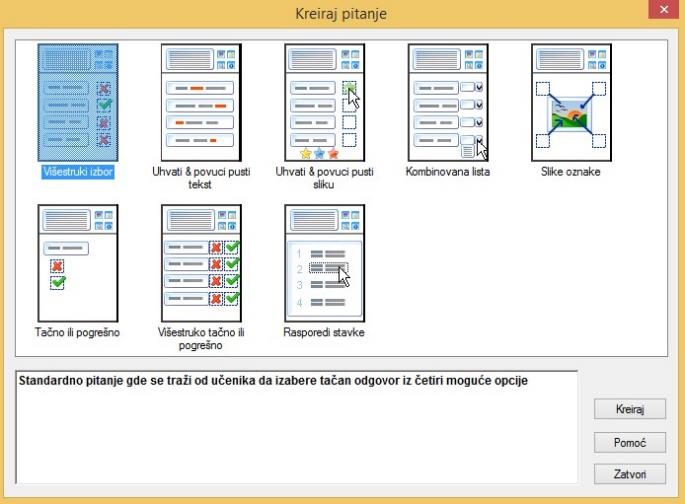 Kreiraj pitanje
Višestruki izbor
Uhvati & povuci pusti
tekst
Uhvati & povuci pusti
sliku
Kombinovana lista
Slike oznake
1
2
3
4
Tačno ili pogrešno
Višestruko tačno ili
pogrešno
Rasporedi stavke
Standardno pitanje gde se traži od učenika da izabere tačan odgovor iz četiri moguće opcije
Kreiraj
Pomoć
Zatvori